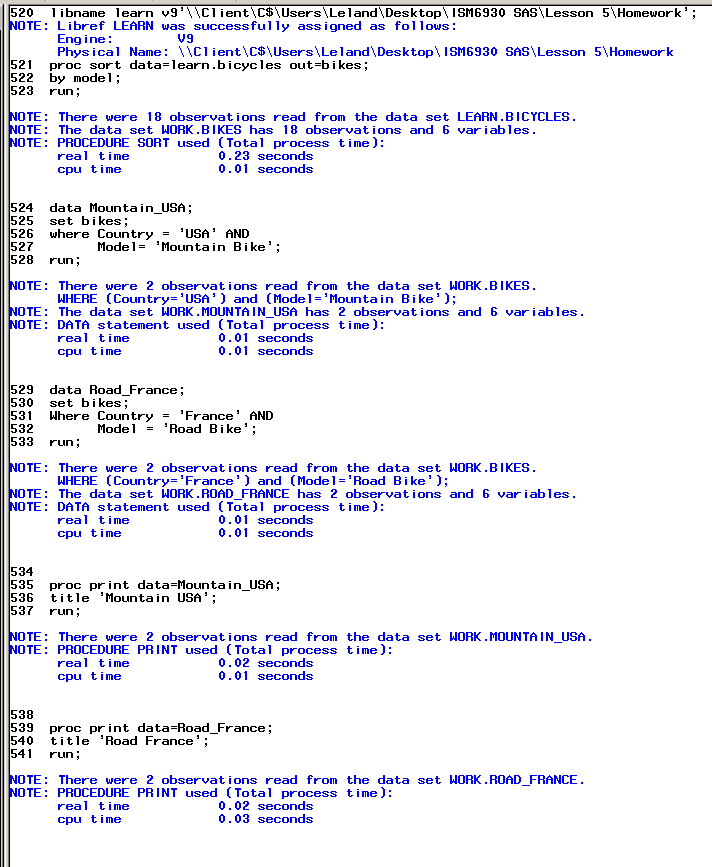 520  libname learn v9'\\Client\C$\Users\Leland\Desktop\ISM6930 SAS\Lesson 5\Homework';
NOTE: Libref LEARN was successfully assigned as follows:
      Engine:        V9
      Physical Name: \\Client\C$\Users\Leland\Desktop\ISM6930 SAS\Lesson 5\Homework
521  proc sort data=learn.bicycles out=bikes;
522  by model;
523  run;
NOTE: There were 18 observations read from the data set LEARN.BICYCLES.
NOTE: The data set WORK.BIKES has 18 observations and 6 variables.
NOTE: PROCEDURE SORT used (Total process time):
      real time           0.23 seconds
      cpu time            0.01 seconds
524  data Mountain_USA;
525  set bikes;
526  where Country = 'USA' AND
527        Model= 'Mountain Bike';
528  run;
NOTE: There were 2 observations read from the data set WORK.BIKES.
      WHERE (Country='USA') and (Model='Mountain Bike');
NOTE: The data set WORK.MOUNTAIN_USA has 2 observations and 6 variables.
NOTE: DATA statement used (Total process time):
      real time           0.01 seconds
      cpu time            0.01 seconds
529  data Road_France;
530  set bikes;
531  Where Country = 'France' AND
532        Model = 'Road Bike';
533  run;
NOTE: There were 2 observations read from the data set WORK.BIKES.
      WHERE (Country='France') and (Model='Road Bike');
NOTE: The data set WORK.ROAD_FRANCE has 2 observations and 6 variables.
NOTE: DATA statement used (Total process time):
      real time           0.01 seconds
      cpu time            0.01 seconds
534
535  proc print data=Mountain_USA;
536  title 'Mountain USA';
537  run;
NOTE: There were 2 observations read from the data set WORK.MOUNTAIN_USA.
NOTE: PROCEDURE PRINT used (Total process time):
      real time           0.02 seconds
      cpu time            0.01 seconds
538
539  proc print data=Road_France;
540  title 'Road France';
541  run;
NOTE: There were 2 observations read from the data set WORK.ROAD_FRANCE.
NOTE: PROCEDURE PRINT used (Total process time):
      real time           0.02 seconds
      cpu time            0.03 seconds